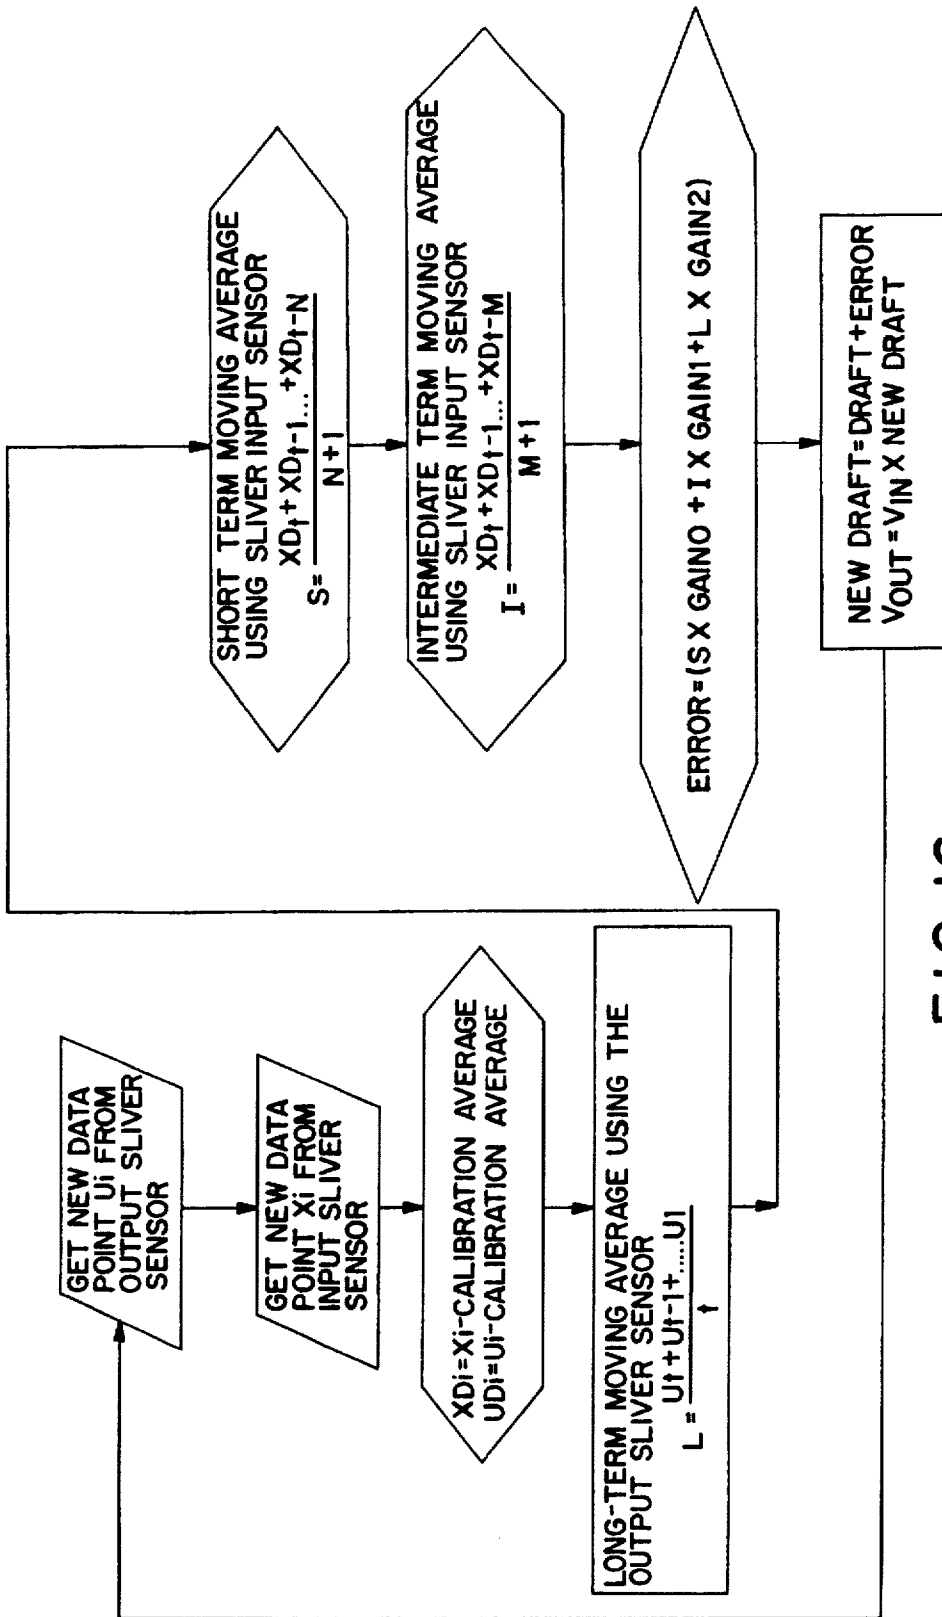 GET NEW DATA
POINT Ui FROM
OUTPUT SLIVER
SENSOR
GET NEW DATA
POINT Xi FROM
INPUT SLIVER
SENSOR
XDi=Xi-CALIBRATION AVERAGE
UDi=Ui-CALIBRATION AVERAGE
LONG-TERM MOVING AVERAGE USING THE
OUTPUT SLIVER SENSOR
L = Ut+Ut-1+.....U1
t
SHORT TERM MOVING AVERAGE
USING SLIVER INPUT SENSOR
S= XDt+XDt-1...+XDt-N
N+1
INTERMEDIATE TERM MOVING AVERAGE
USING SLIVER INPUT SENSOR
I = XDt+XDt-1...+XDt-M
M+1
ERROR=(S X GAIN0 + I X GAIN1+L X GAIN2)
NEW DRAFT=DRAFT+ERROR
VOUT =VIN X NEW DRAFT